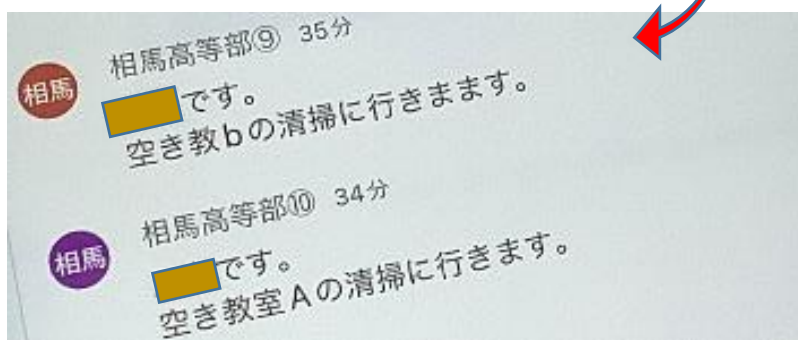 相馬
相馬高等部⑨ 35分
です。
空き教bの清掃に行きまます。
相馬
相馬高等部⑩ 34分
です。
空き教室Aの清掃に行きます。